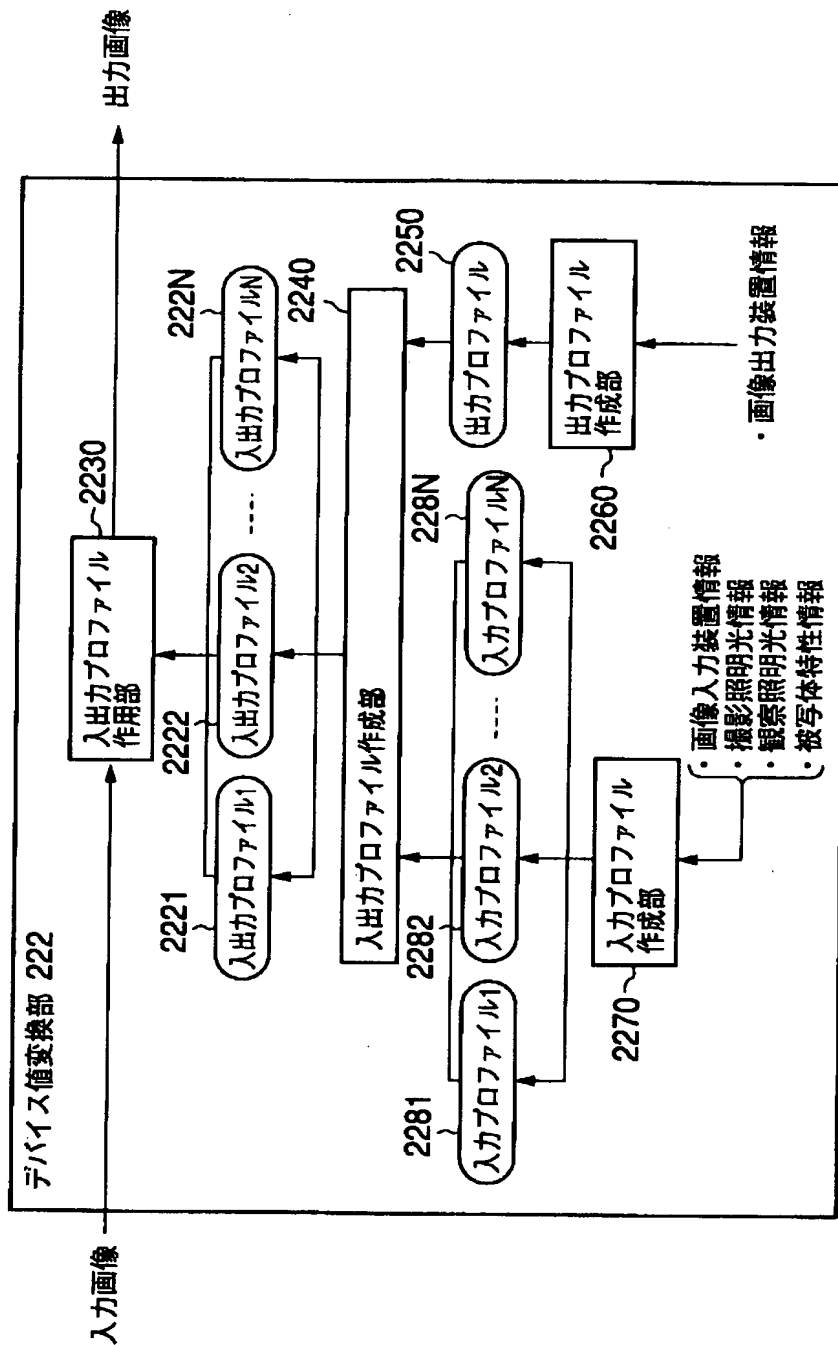 デバイス値変換部 222
入力画像
出力画像
2230
入出力プロファイル
作用部
2221
入出力プロファイル1
2222
入出力プロファイル2
----
222N
入出力プロファイルN
2240
入出力プロファイル作成部
2281
入力プロファイル1
2282
入力プロファイル2
----
228N
入力プロファイルN
2250
出力プロファイル
2270
入力プロファイル
作成部
2260
出力プロファイル
作成部
・画像入力装置情報
・撮影照明光情報
・観察照明光情報
・被写体特性情報
・画像出力装置情報